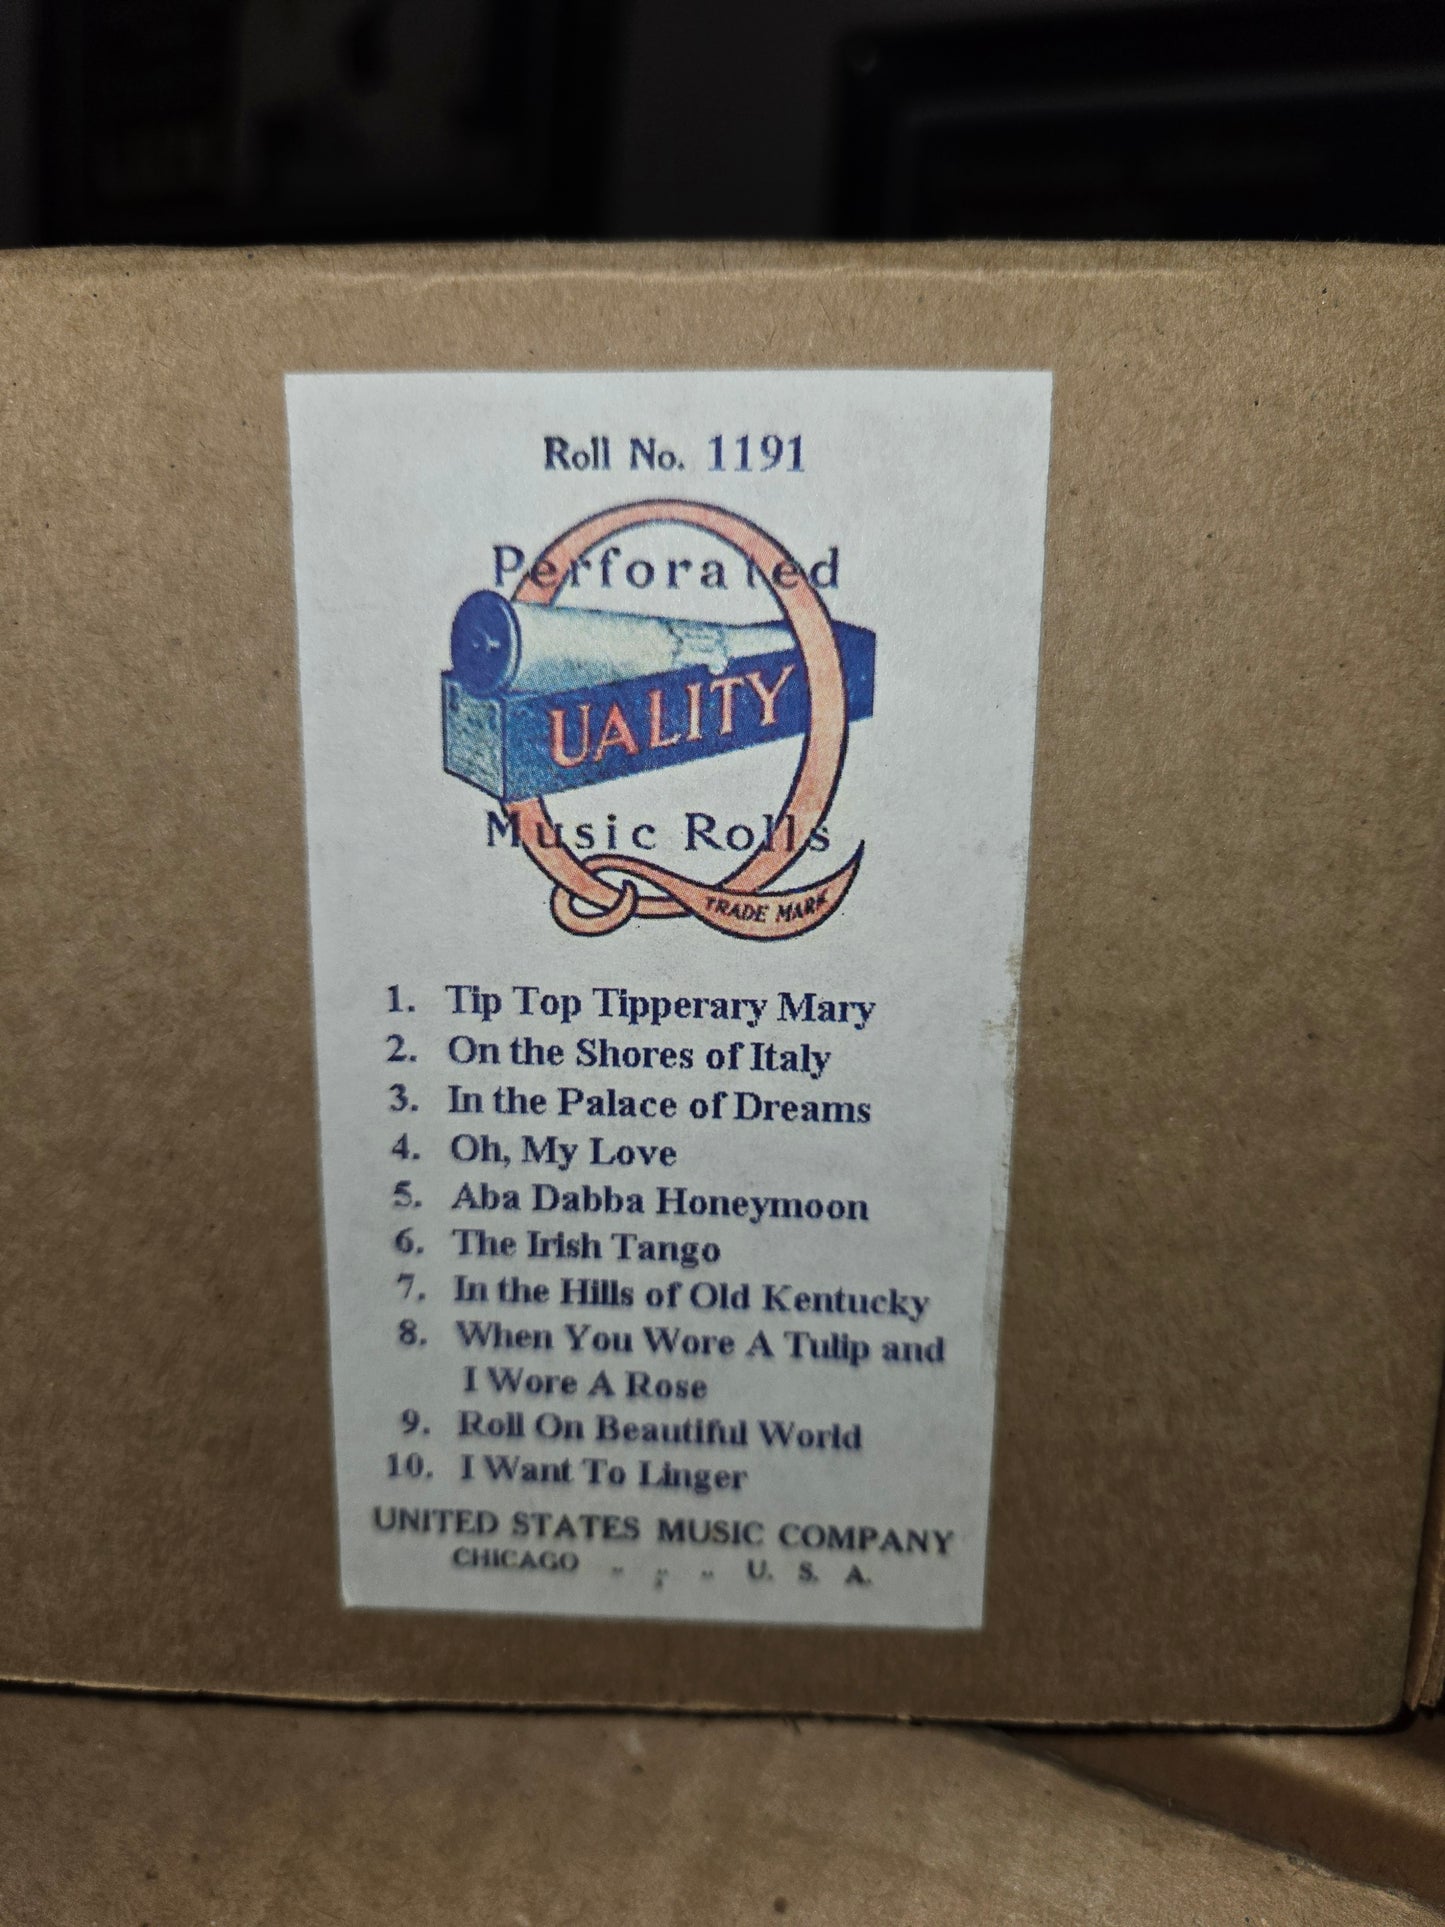 Roll No. 1191
Perforated
QUALITY
Music Rolls
TRADE MARK
1. Tip Top Tipperary Mary
2. On the Shores of Italy
3. In the Palace of Dreams
4. Oh, My Love
5. Aba Dabba Honeymoon
6. The Irish Tango
7. In the Hills of Old Kentucky
8. When You Wore A Tulip and
I Wore A Rose
9. Roll On Beautiful World
10. I Want To Linger
UNITED STATES MUSIC COMPANY
CHICAGO " ; " U. S. A.